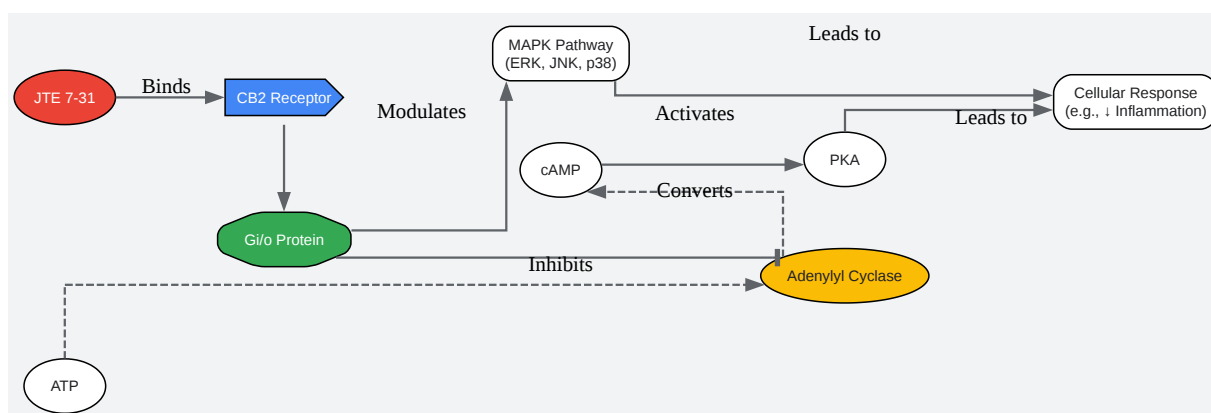 Leads to
MAPK Pathway
(ERK, JNK, p38)
Binds
JTE 7-31
CB2 Receptor
Modulates
Activates
Cellular Response
(e.g., ↓ Inflammation)
Leads to
cAMP
PKA
Converts
Gi/o Protein
Inhibits
Adenylyl Cyclase
ATP